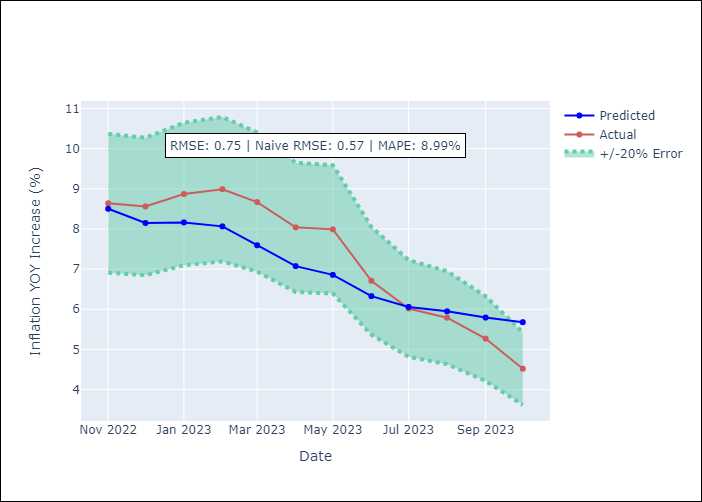 RMSE: 0.75 | Naive RMSE: 0.57 | MAPE: 8.99%
Predicted
Actual
+/-20% Error
Inflation YOY Increase (%)
11
10
9
8
7
6
5
4
Nov 2022 Jan 2023 Mar 2023 May 2023 Jul 2023 Sep 2023
Date